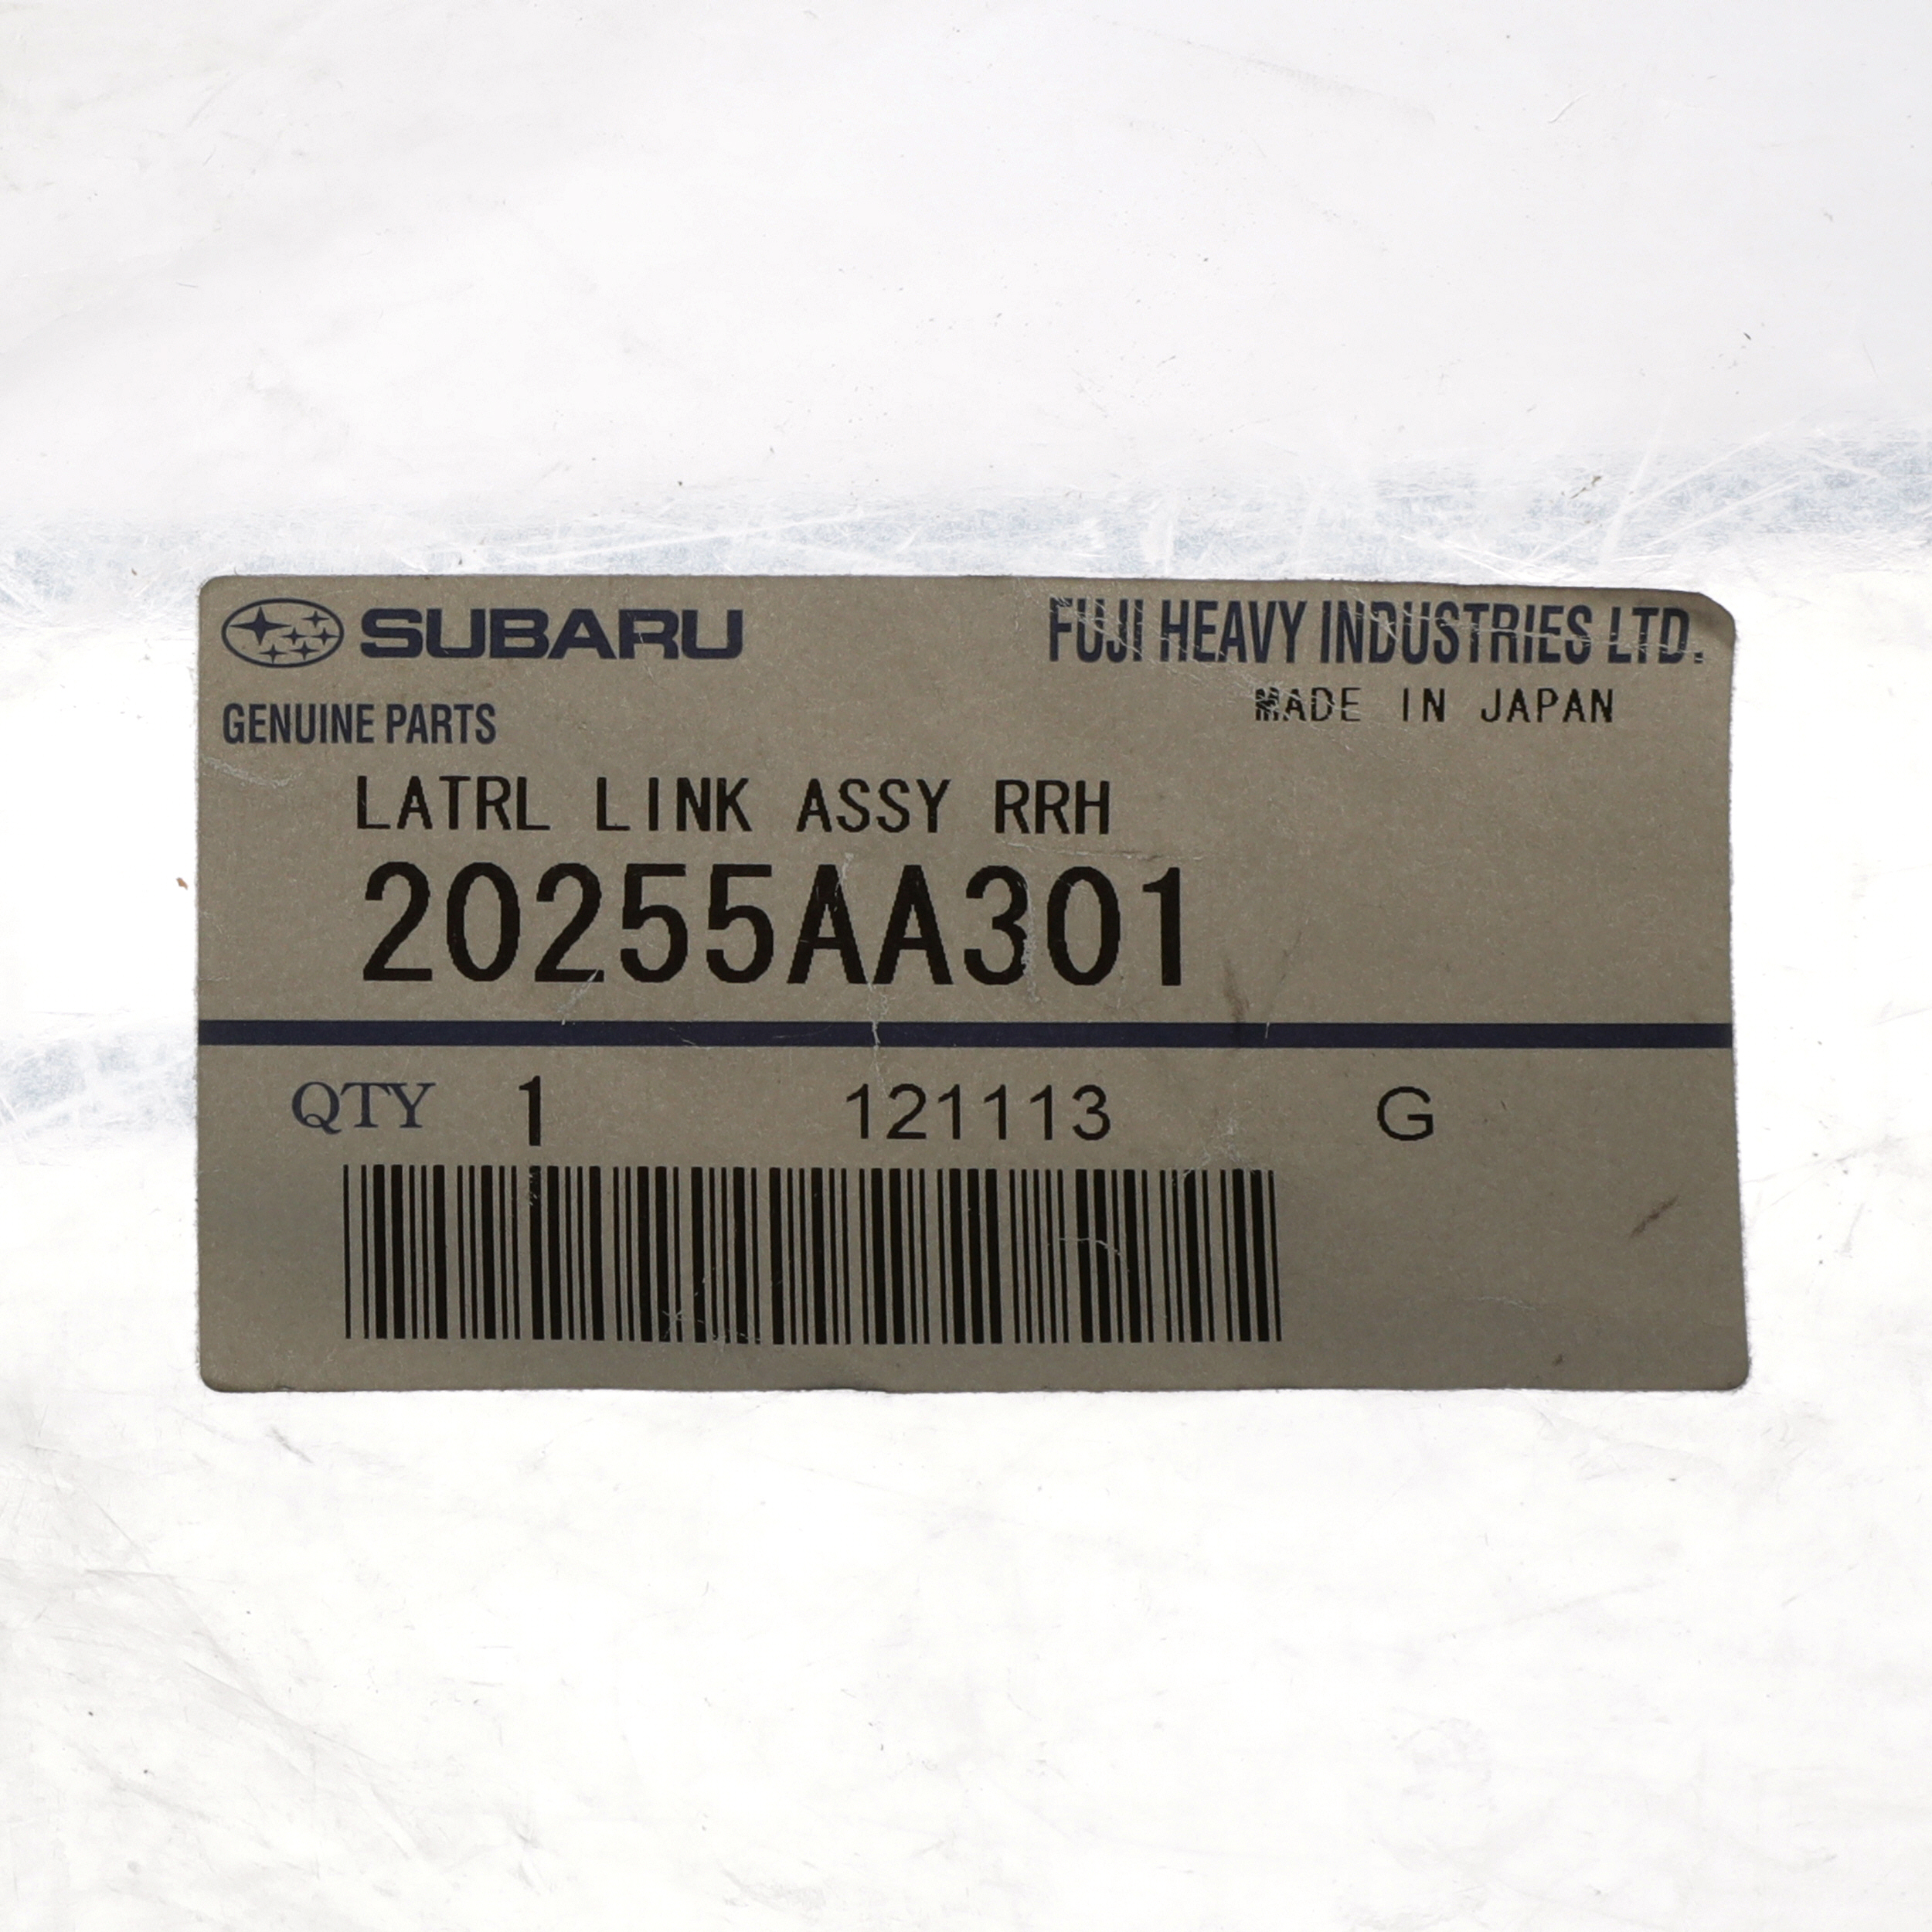 SUBARU FUJI HEAVY INDUSTRIES LTD.
GENUINE PARTS MADE IN JAPAN
LATRL LINK ASSY RRH
20255AA301
QTY 1 121113 G